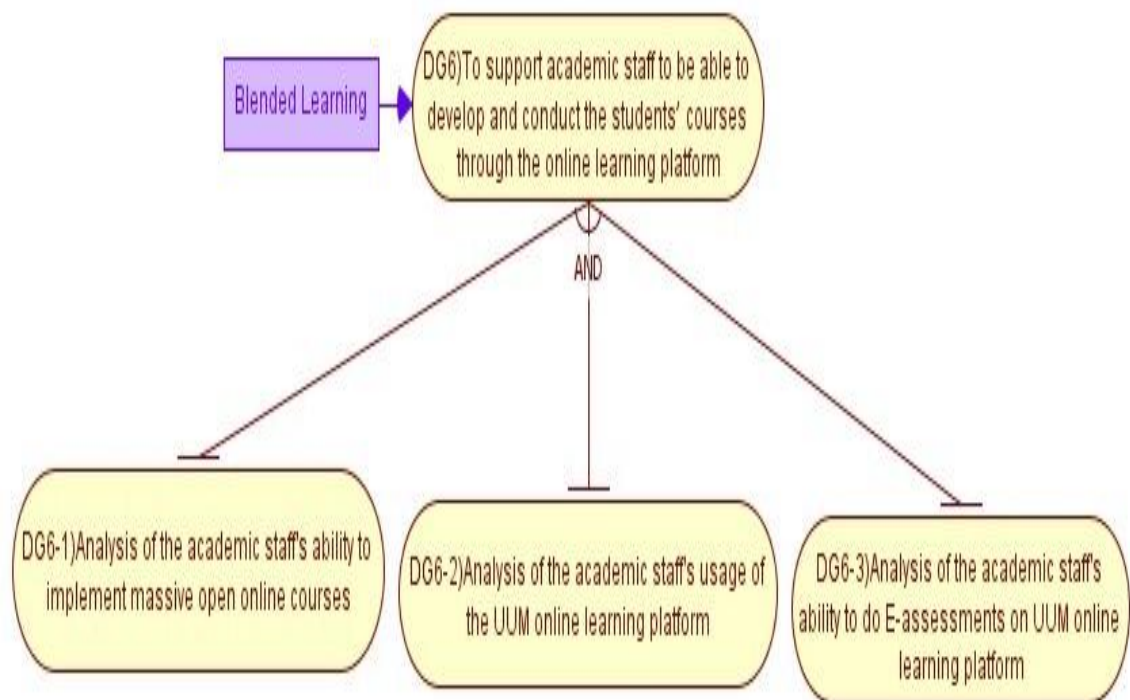 Blended Learning
DG6)To support academic staff to be able to
develop and conduct the students' courses
through the online learning platform
AND
DG6-1)Analysis of the academic staff's ability to
implement massive open online courses
DG6-2)Analysis of the academic staff's usage of
the UUM online learning platform
DG6-3)Analysis of the academic staff's
ability to do E-assessments on UUM online
learning platform